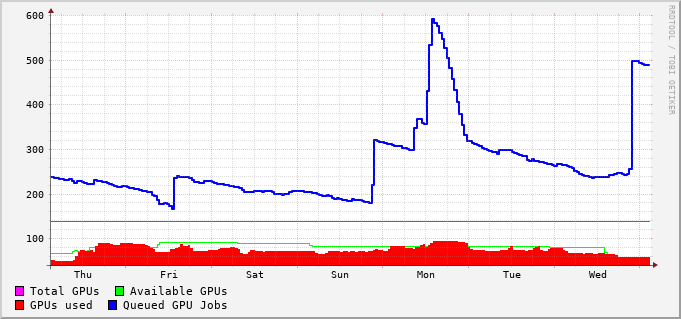 600
500
400
300
200
100
Thu Fri Sat Sun Mon Tue Wed
Total GPUs Available GPUs
GPUs used Queued GPU Jobs
RRDTOOL / TOBI OETIKER